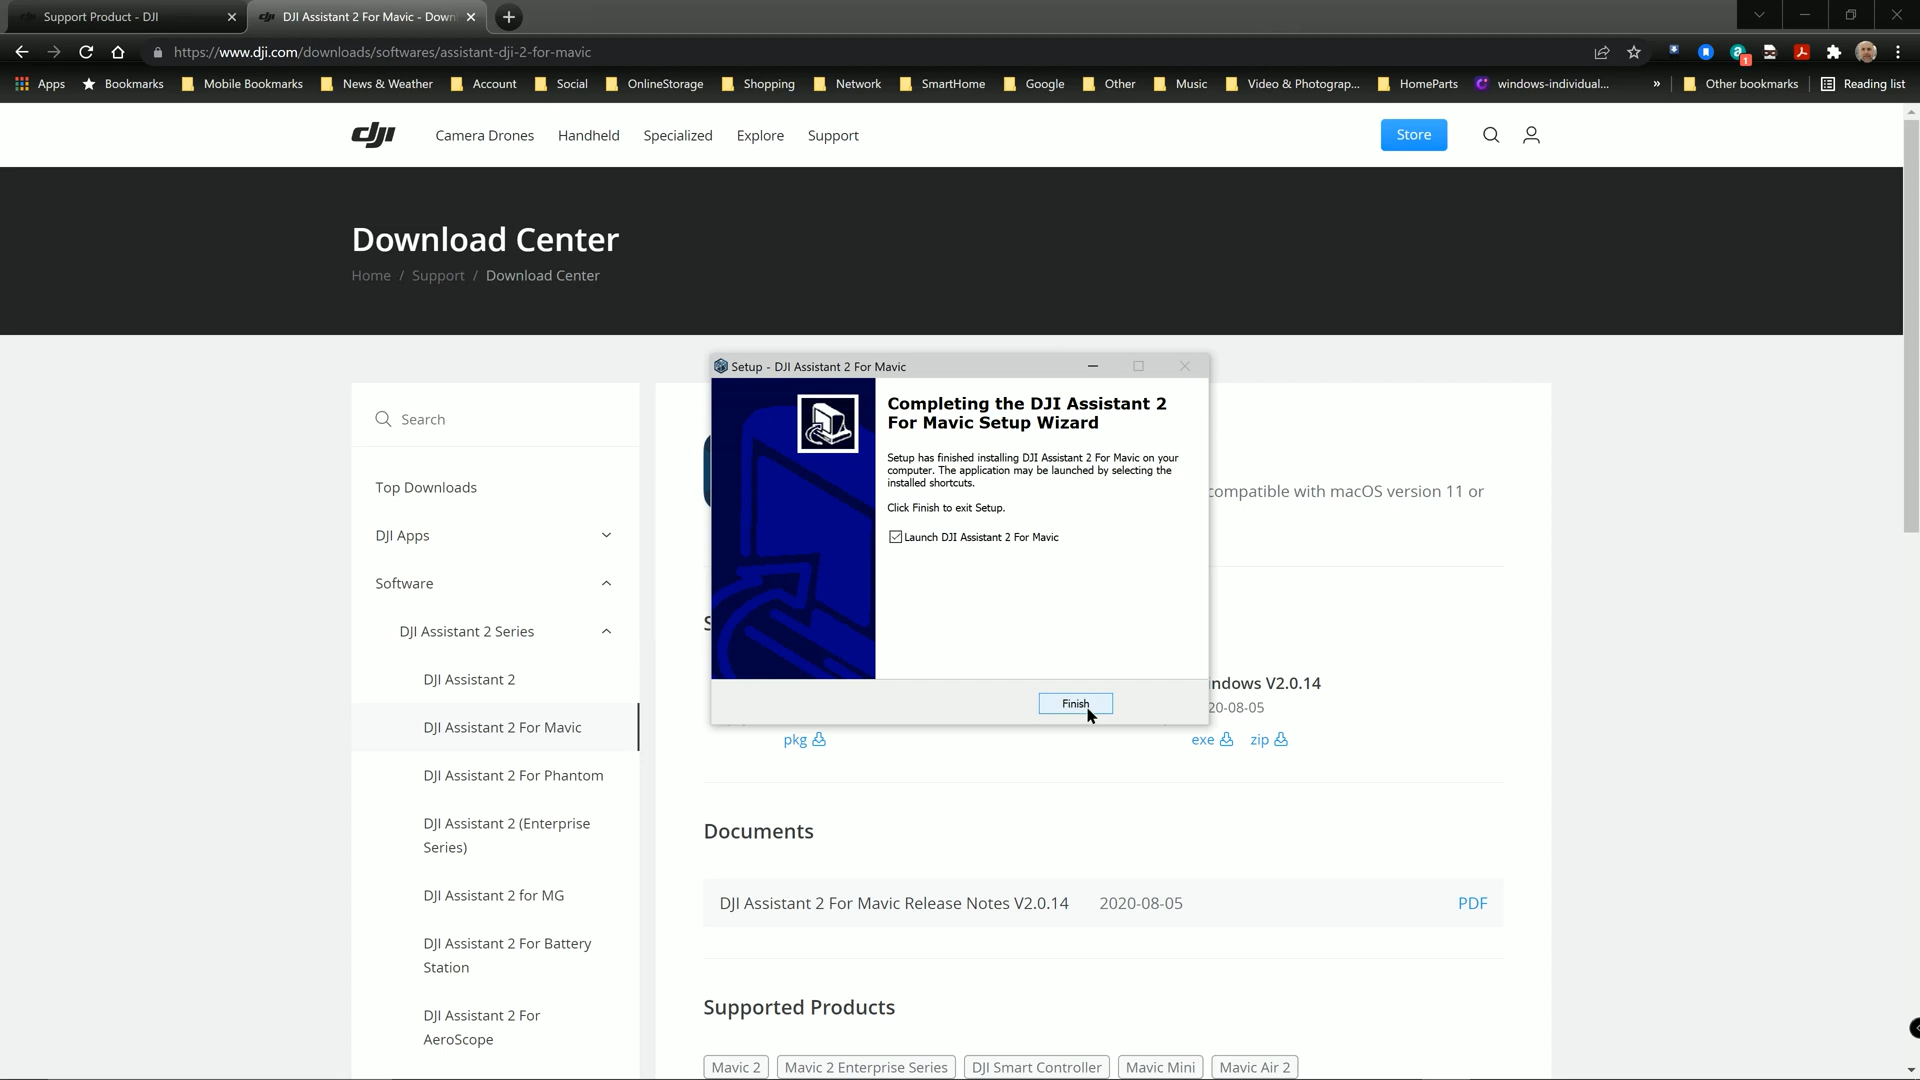 Support Product - DJI
DJI Assistant 2 For Mavic - Down
https://www.dji.com/downloads/softwares/assistant-dji-2-for-mavic
1
Apps
Bookmarks
Mobile Bookmarks
News & Weather
Account
Social
OnlineStorage
Shopping
Network
SmartHome
Google
Other
Music
Video & Photograp...
HomeParts
windows-individual...
»
Other bookmarks
Reading list
dji
Camera Drones
Handheld
Specialized
Explore
Support
Store
Download Center
Home / Support / Download Center
Setup - DJI Assistant 2 For Mavic
Completing the DJI Assistant 2
For Mavic Setup Wizard
Setup has finished installing DJI Assistant 2 For Mavic on your
computer. The application may be launched by selecting the
installed shortcuts.
Click Finish to exit Setup.
Launch DJI Assistant 2 For Mavic
Finish
Search
Top Downloads
DJI Apps
Software
DJI Assistant 2 Series
DJI Assistant 2
DJI Assistant 2 For Mavic
DJI Assistant 2 For Phantom
DJI Assistant 2 (Enterprise
Series)
DJI Assistant 2 for MG
DJI Assistant 2 For Battery
Station
DJI Assistant 2 For
AeroScope
compatible with macOS version 11 or
ndows V2.0.14
20-08-05
pkg
exe
zip
Documents
DJI Assistant 2 For Mavic Release Notes V2.0.14
2020-08-05
PDF
Supported Products
Mavic 2
Mavic 2 Enterprise Series
DJI Smart Controller
Mavic Mini
Mavic Air 2